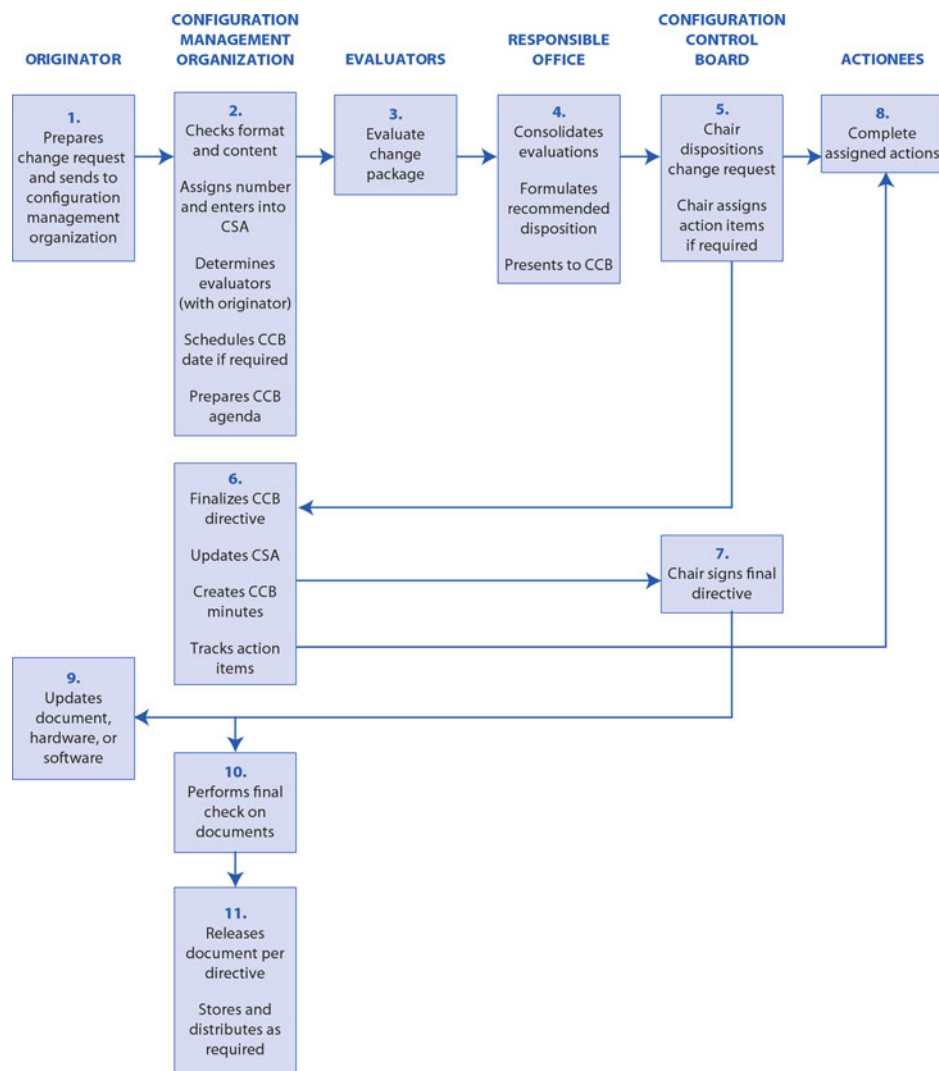 ORIGINATOR
CONFIGURATION
MANAGEMENT
ORGANIZATION
EVALUATORS
RESPONSIBLE
OFFICE
CONFIGURATION
CONTROL
BOARD
ACTIONEES
1.
Prepares
change request
and sends to
configuration
management
organization
2.
Checks format
and content
Assigns number
and enters into
CSA
Determines
evaluators
(with originator)
Schedules CCB
date if required
Prepares CCB
agenda
3.
Evaluate
change
package
4.
Consolidates
evaluations
Formulates
recommended
disposition
Presents to CCB
5.
Chair
dispositions
change request
Chair assigns
action items
if required
8.
Complete
assigned actions
6.
Finalizes CCB
directive
Updates CSA
Creates CCB
minutes
Tracks action
items
7.
Chair signs final
directive
9.
Updates
document,
hardware, or
software
10.
Performs final
check on
documents
11.
Releases
document per
directive
Stores and
distributes as
required